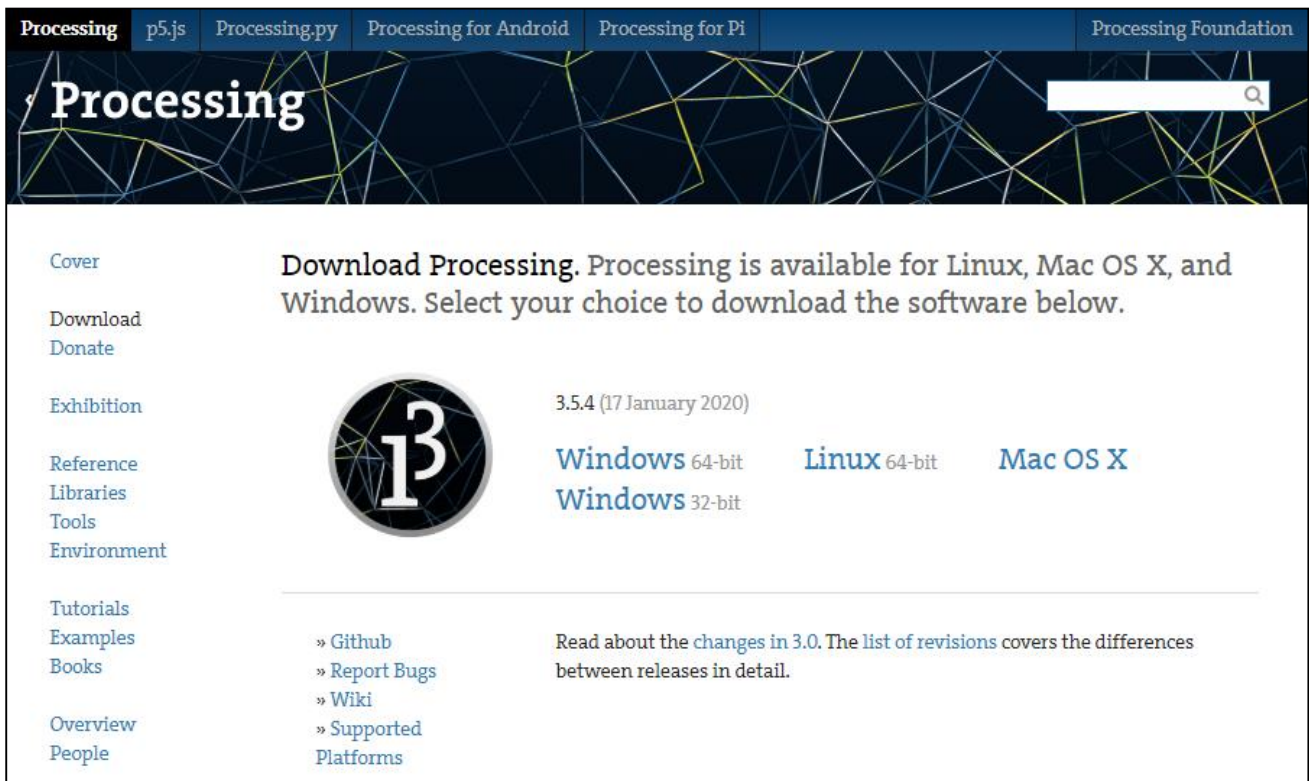 Processing p5.js Processing.py Processing for Android Processing for Pi Processing Foundation
Processing
Cover
Download
Donate
Exhibition
Reference
Libraries
Tools
Environment
Tutorials
Examples
Books
Overview
People
Download Processing. Processing is available for Linux, Mac OS X, and
Windows. Select your choice to download the software below.
3
3.5.4 (17 January 2020)
Windows 64-bit Linux 64-bit Mac OS X
Windows 32-bit
» Github
» Report Bugs
» Wiki
» Supported
Platforms
Read about the changes in 3.0. The list of revisions covers the differences
between releases in detail.